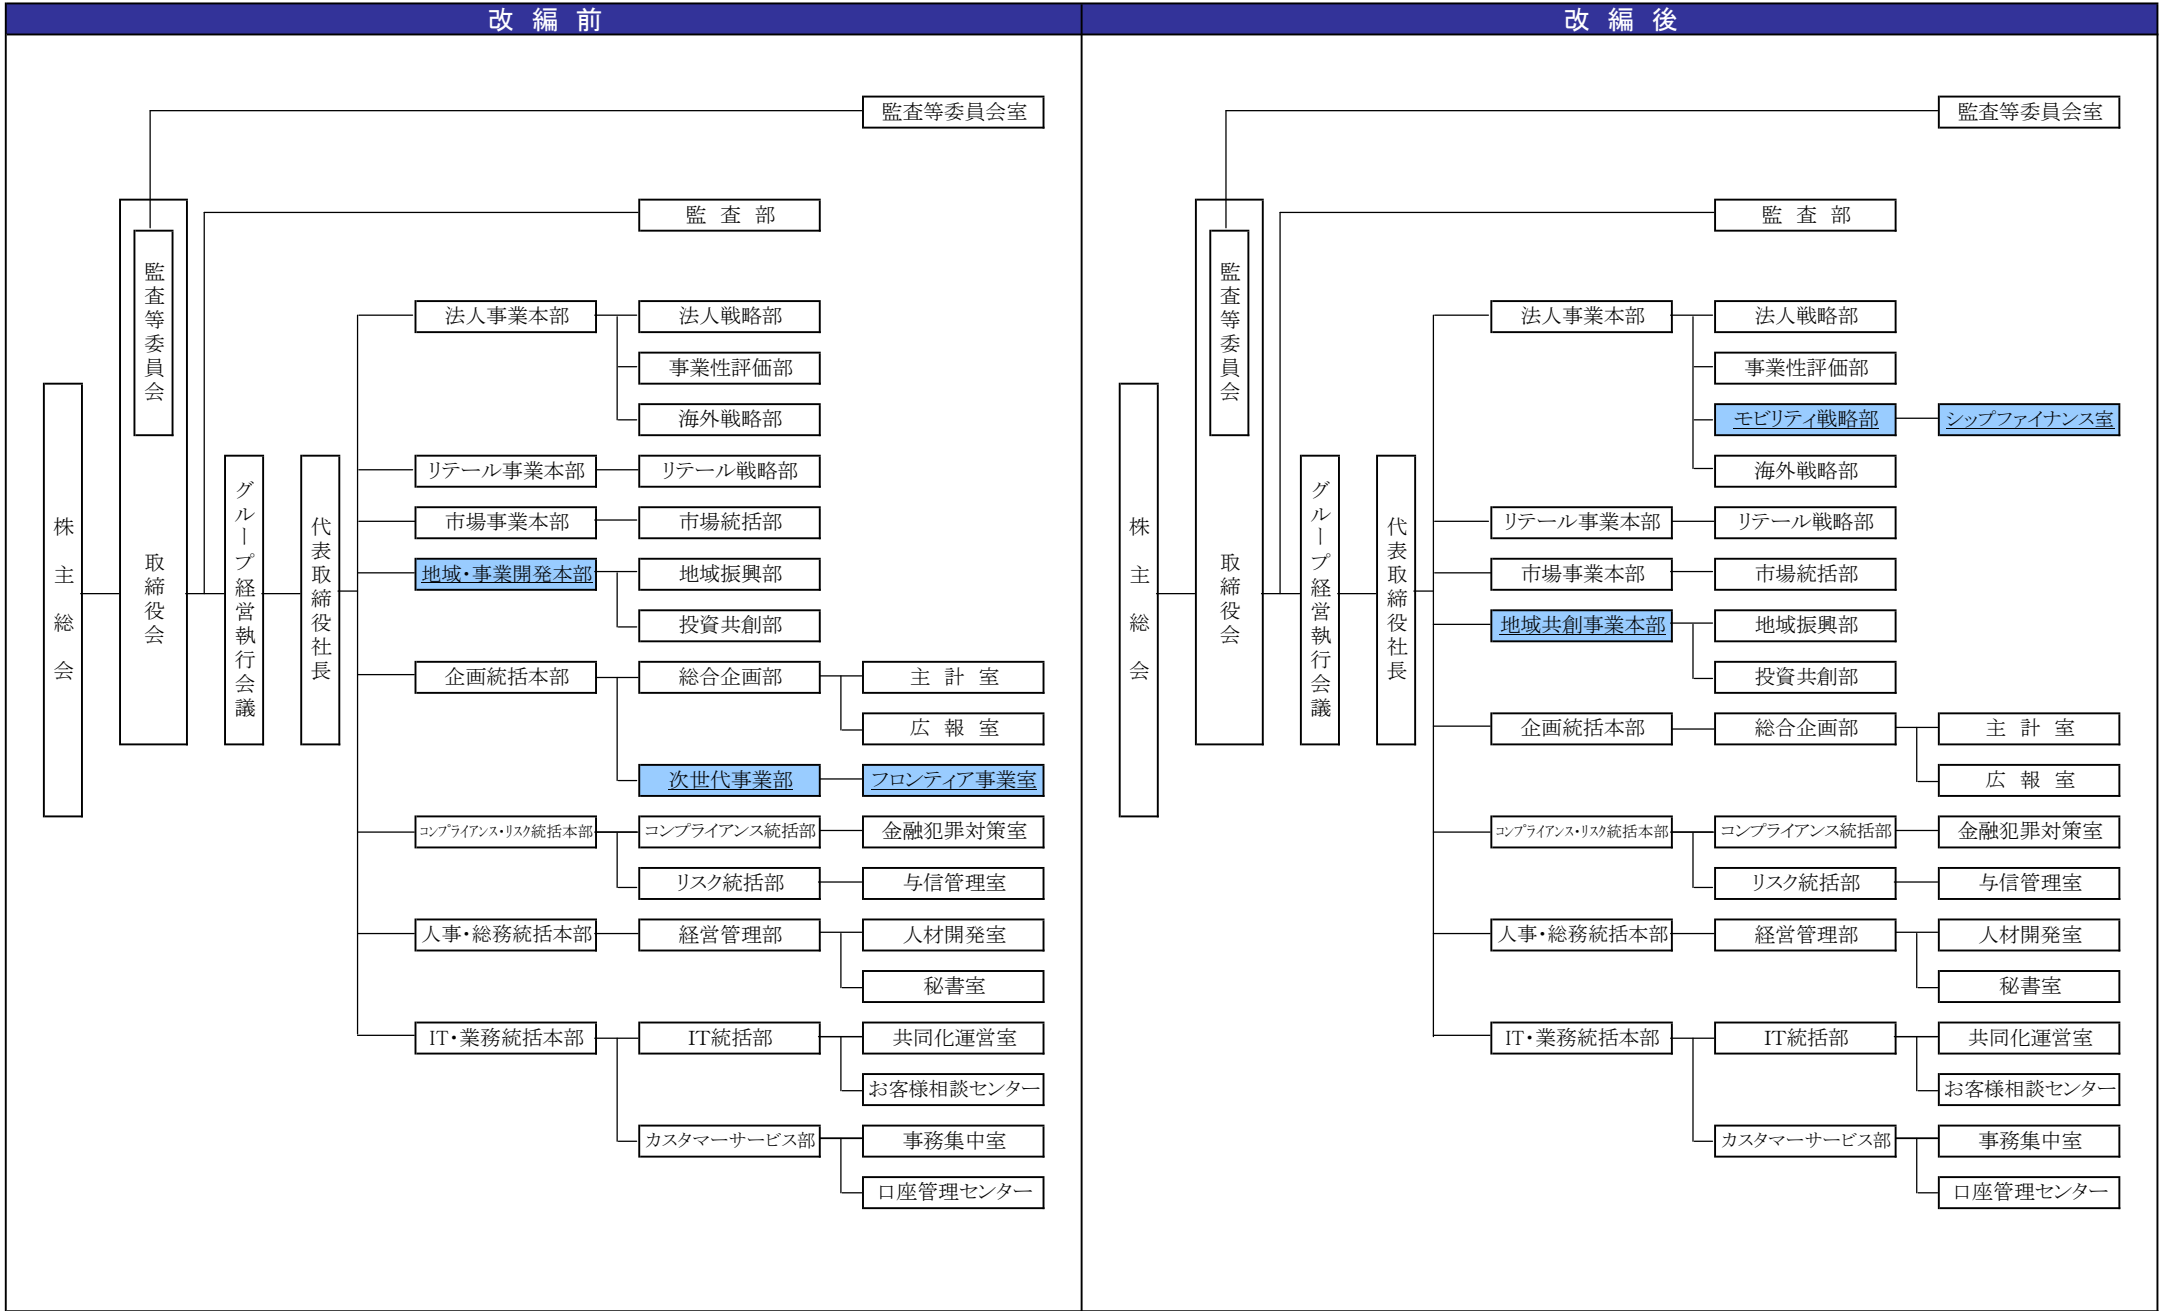 改編前
監査等委員会室
監査部
監査等委員会
取締役会
株主総会
グループ経営執行会議
代表取締役社長
法人事業本部
法人戦略部
事業性評価部
海外戦略部
リテール事業本部
リテール戦略部
市場事業本部
市場統括部
地域・事業開発本部
地域振興部
投資共創部
企画統括本部
総合企画部
主計室
広報室
次世代事業部
フロンティア事業室
コンプライアンス・リスク統括本部
コンプライアンス統括部
金融犯罪対策室
リスク統括部
与信管理室
人事・総務統括本部
経営管理部
人材開発室
秘書室
IT・業務統括本部
IT統括部
共同化運営室
お客様相談センター
カスタマーサービス部
事務集中室
口座管理センター
改編後
監査等委員会室
監査部
監査等委員会
取締役会
株主総会
グループ経営執行会議
代表取締役社長
法人事業本部
法人戦略部
事業性評価部
モビリティ戦略部
シップファイナンス室
海外戦略部
リテール事業本部
リテール戦略部
市場事業本部
市場統括部
地域共創事業本部
地域振興部
投資共創部
企画統括本部
総合企画部
主計室
広報室
コンプライアンス・リスク統括本部
コンプライアンス統括部
金融犯罪対策室
リスク統括部
与信管理室
人事・総務統括本部
経営管理部
人材開発室
秘書室
IT・業務統括本部
IT統括部
共同化運営室
お客様相談センター
カスタマーサービス部
事務集中室
口座管理センター